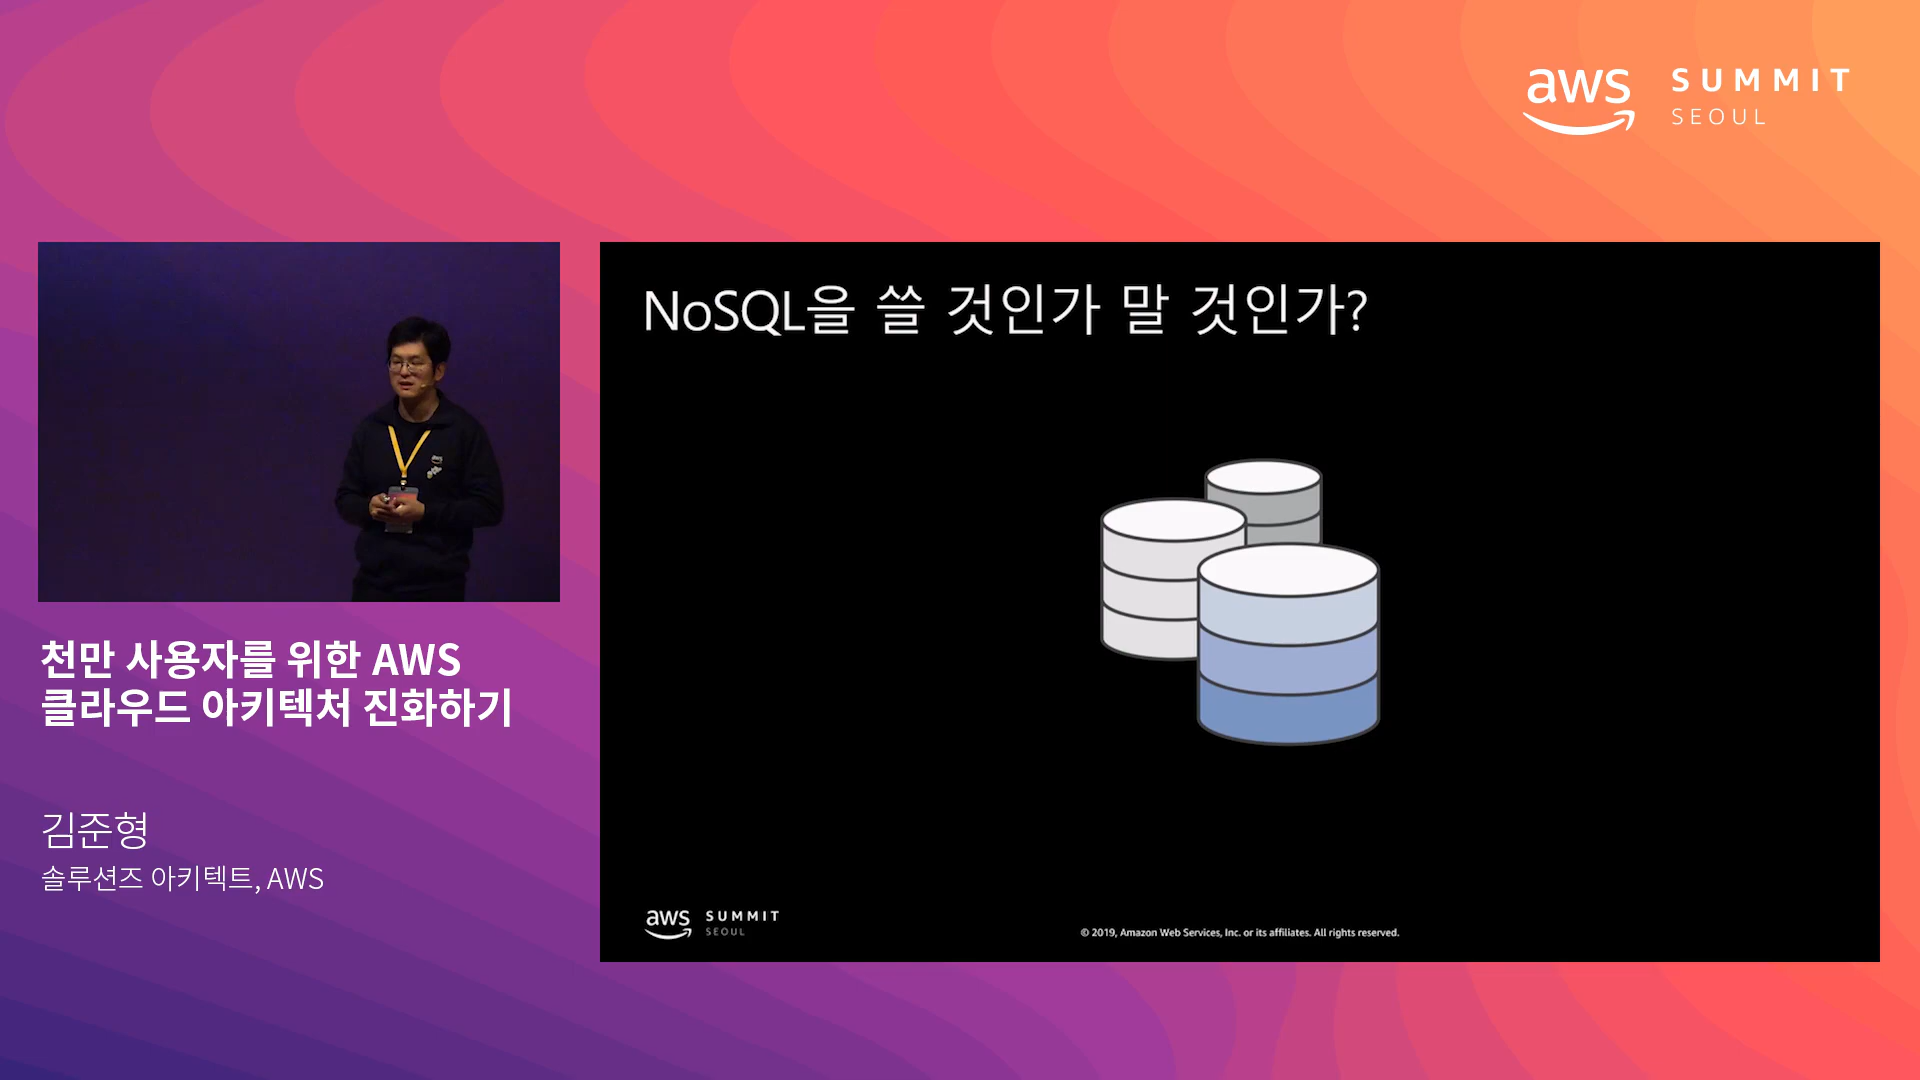 aws SUMMIT
SEOUL
NoSQL을 쓸 것인가 말 것인가?
천만 사용자를 위한 AWS
클라우드 아키텍처 진화하기
김준형
솔루션즈 아키텍트, AWS
aws SUMMIT
SEOUL
© 2019, Amazon Web Services, Inc. or its affiliates. All rights reserved.